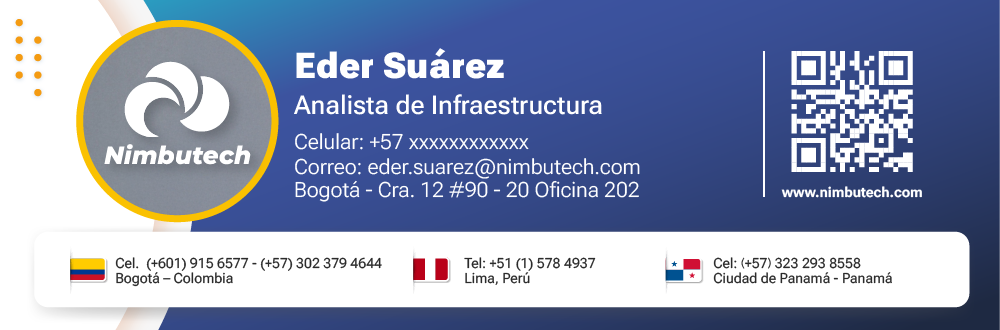 Nimbutech
Eder Suárez
Analista de Infraestructura
Celular: +57 xxxxxxxxxxxx
Correo: eder.suarez@nimbutech.com
Bogotá - Cra. 12 #90 - 20 Oficina 202
www.nimbutech.com
Cel. (+601) 915 6577 - (+57) 302 379 4644
Bogotá – Colombia
Tel: +51 (1) 578 4937
Lima, Perú
Cel: (+57) 323 293 8558
Ciudad de Panamá - Panamá